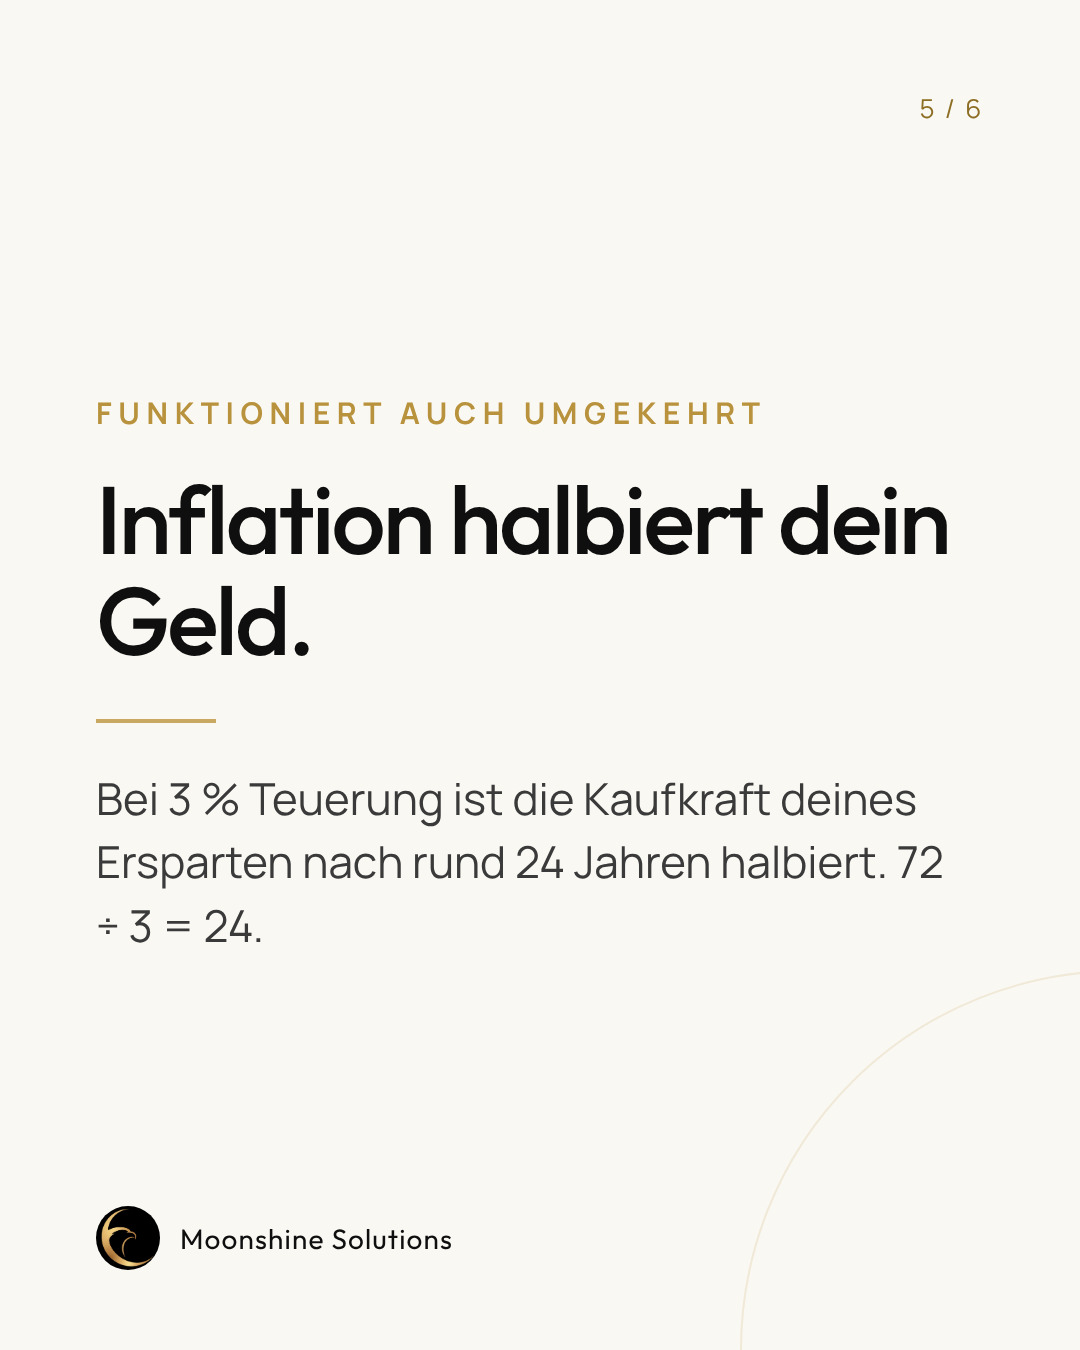 5 / 6
FUNKTIONIERT AUCH UMGEKEHRT
Inflation halbiert dein
Geld.
Bei 3 % Teuerung ist die Kaufkraft deines
Ersparten nach rund 24 Jahren halbiert. 72
÷ 3 = 24.
Moonshine Solutions